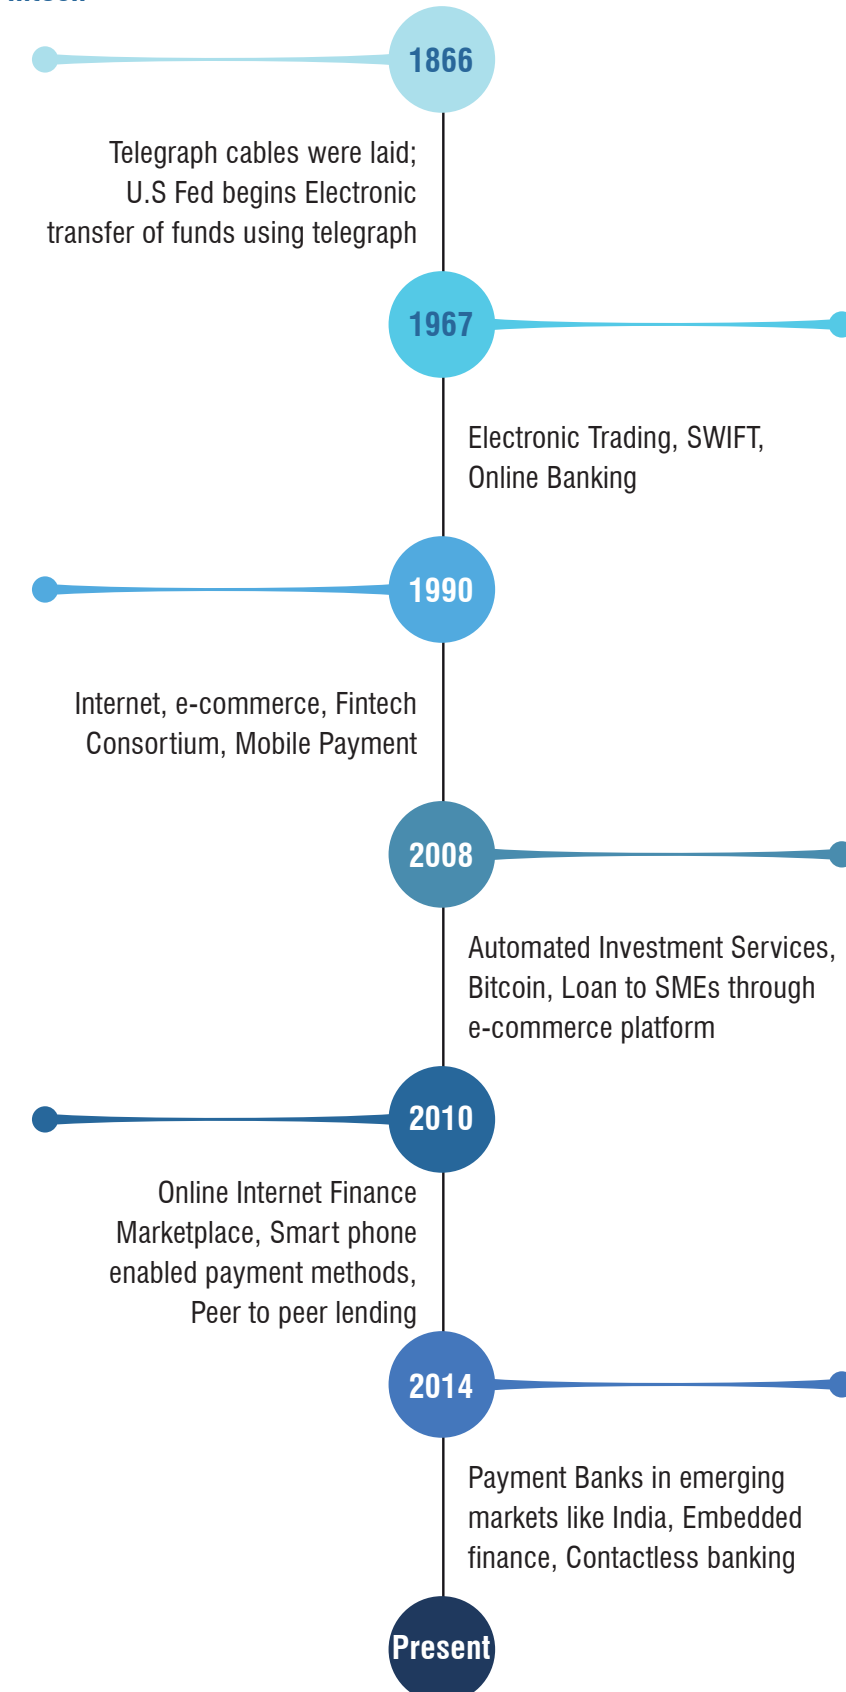 1866
Telegraph cables were laid;
U.S Fed begins Electronic
transfer of funds using telegraph
1967
Electronic Trading, SWIFT,
Online Banking
1990
Internet, e-commerce, Fintech
Consortium, Mobile Payment
2008
Automated Investment Services,
Bitcoin, Loan to SMEs through
e-commerce platform
2010
Online Internet Finance
Marketplace, Smart phone
enabled payment methods,
Peer to peer lending
2014
Payment Banks in emerging
markets like India, Embedded
finance, Contactless banking
Present